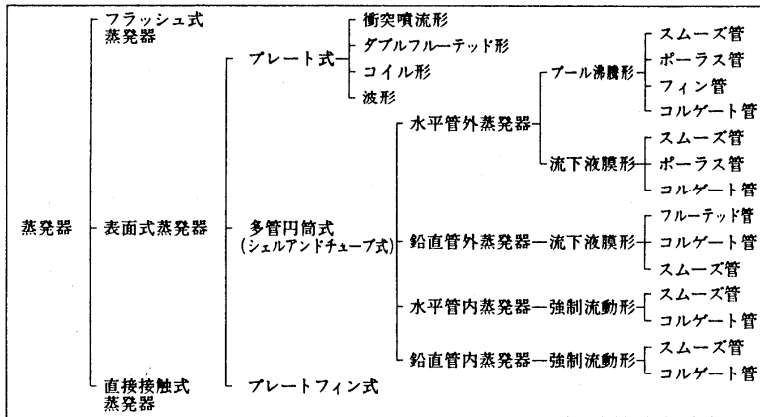 蒸発器
フラッシュ式
蒸発器
表面式蒸発器
プレート式
衝突噴流形
ダブルフルーテッド形
コイル形
波形
多管円筒式
(シェルアンドチューブ式)
水平管外蒸発器
プール沸騰形
スムーズ管
ポーラス管
フィン管
コルゲート管
流下液膜形
スムーズ管
ポーラス管
コルゲート管
鉛直管外蒸発器
流下液膜形
フルーテッド管
コルゲート管
スムーズ管
水平管内蒸発器
強制流動形
スムーズ管
コルゲート管
鉛直管内蒸発器
強制流動形
スムーズ管
コルゲート管
プレートフィン式
直接接触式
蒸発器